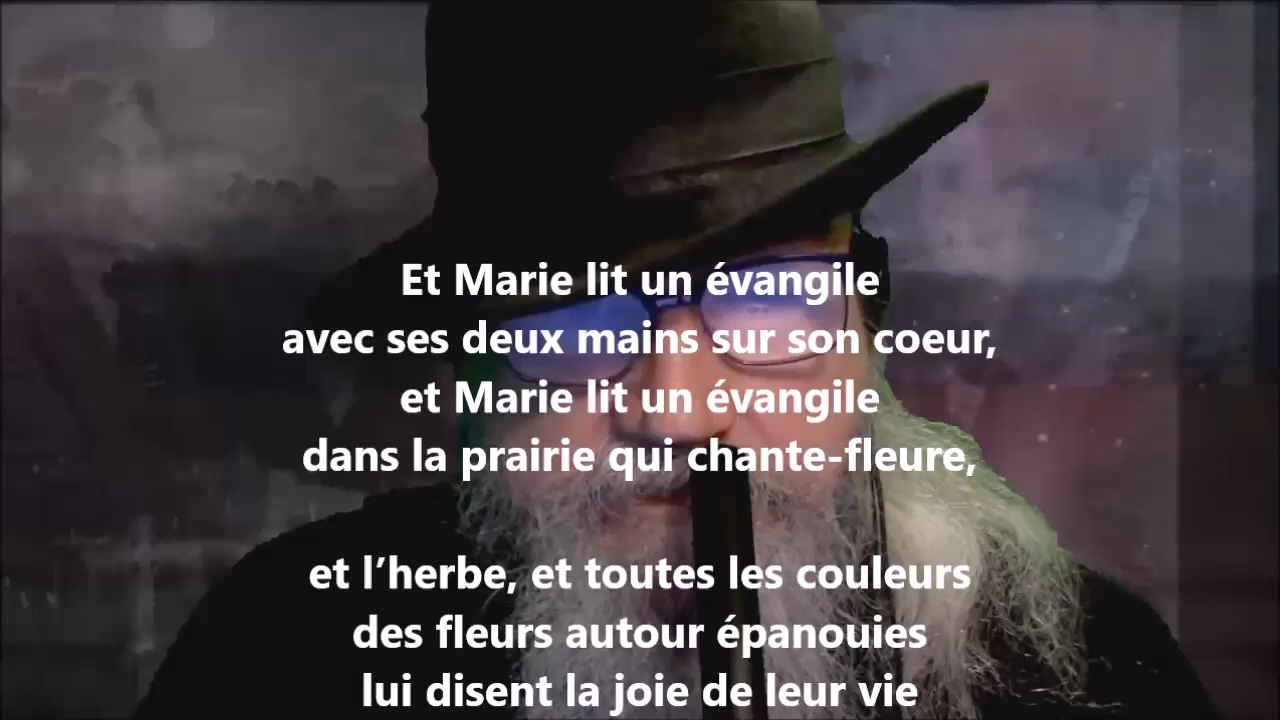 Et Marie lit un évangile
avec ses deux mains sur son coeur,
et Marie lit un évangile
dans la prairie qui chante-fleure,
et l’herbe, et toutes les couleurs
des fleurs autour épanouies
lui disent la joie de leur vie